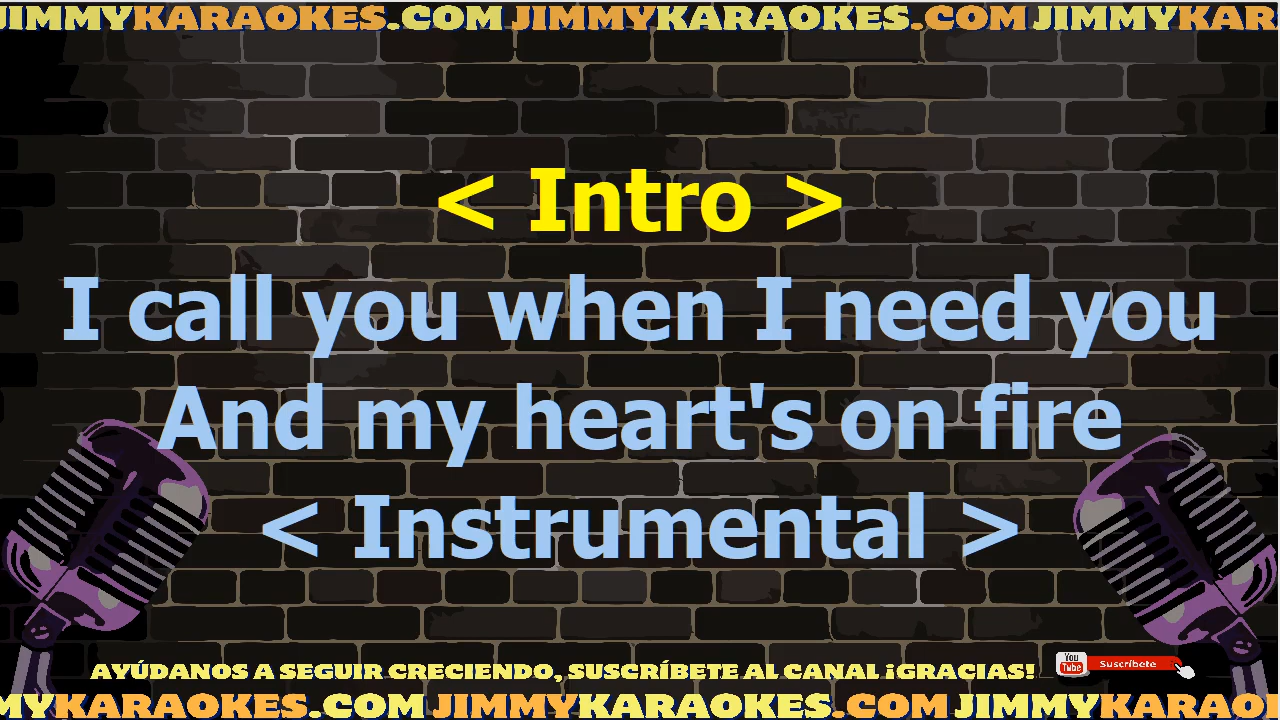 JIMMYKARAOKES.COM JIMMYKARAOKES.COM JIMMYKAR
< Intro >
I call you when I need you
And my heart's on fire
< Instrumental >
AYÚDANOS A SEGUIR CRECIENDO, SUSCRÍBETE AL CANAL ¡GRACIAS!
You Tube Suscríbete
MYKARAOKES.COM JIMMYKARAOKES.COM JIMMYKARAO